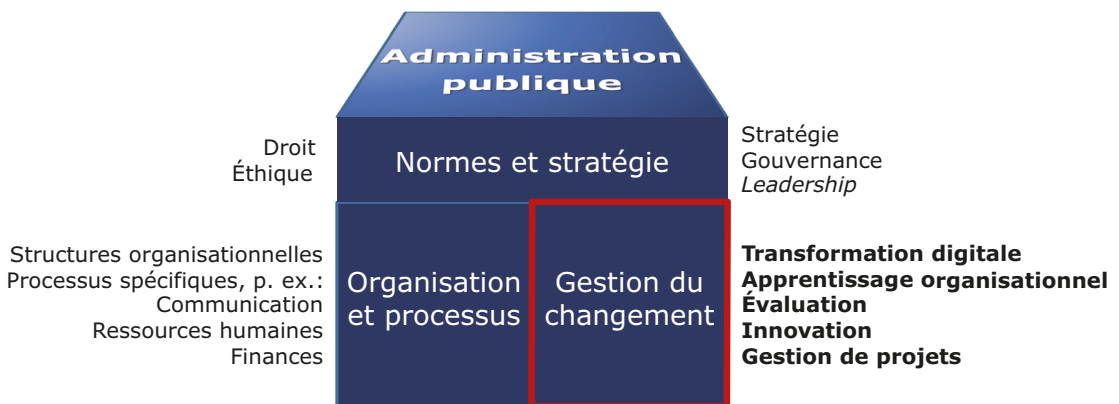 Administration
publique
Droit
Éthique
Normes et stratégie
Stratégie
Gouvernance
Leadership
Structures organisationnelles
Processus spécifiques, p. ex.:
Communication
Ressources humaines
Finances
Organisation
et processus
Gestion du
changement
Transformation digitale
Apprentissage organisationnel
Évaluation
Innovation
Gestion de projets